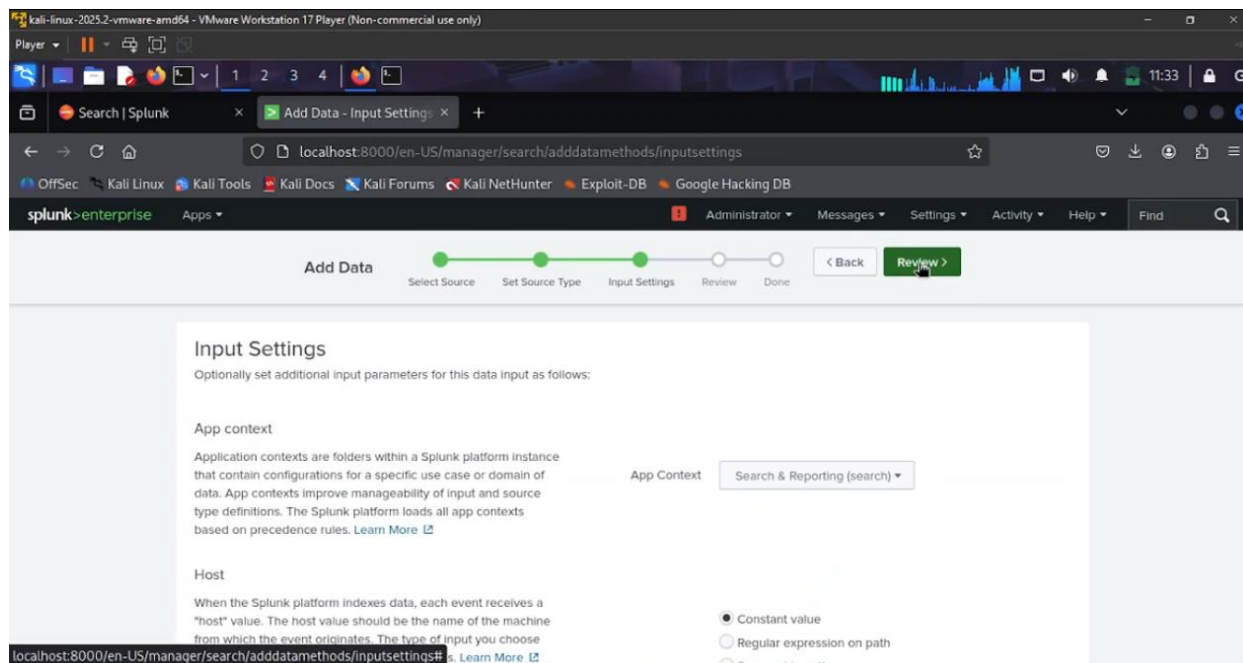 kali-linux-2025.2-vmware-amd64 - VMware Workstation 17 Player (Non-commercial use only)
Player
1 2 3 4
11:33
Search | Splunk
Add Data - Input Settings
localhost:8000/en-US/manager/search/adddatamethods/inputsettings
OffSec Kali Linux Kali Tools Kali Docs Kali Forums Kali NetHunter Exploit-DB Google Hacking DB
splunk>enterprise Apps Administrator Messages Settings Activity Help Find
Add Data
Select Source Set Source Type Input Settings Review Done
< Back
Review >
Input Settings
Optionally set additional input parameters for this data input as follows:
App context
Application contexts are folders within a Splunk platform instance
that contain configurations for a specific use case or domain of
data. App contexts improve manageability of input and source
type definitions. The Splunk platform loads all app contexts
based on precedence rules. Learn More
App Context Search & Reporting (search)
Host
When the Splunk platform indexes data, each event receives a
"host" value. The host value should be the name of the machine
from which the event originates. The type of input you choose
s. Learn More
Constant value
Regular expression on path
localhost:8000/en-US/manager/search/adddatamethods/inputsettings#